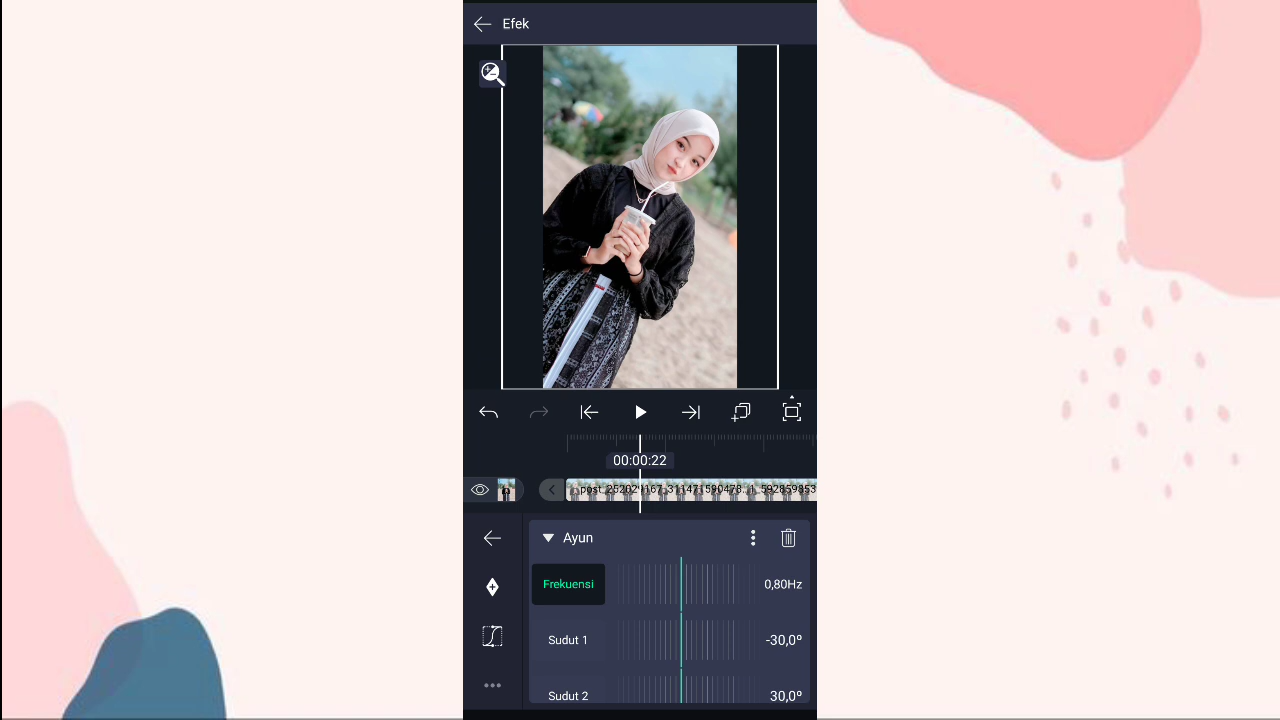 Efek
00:00:22
Ayun
Frekuensi
0,80Hz
Sudut 1
-30,0º
Sudut 2
30,0º